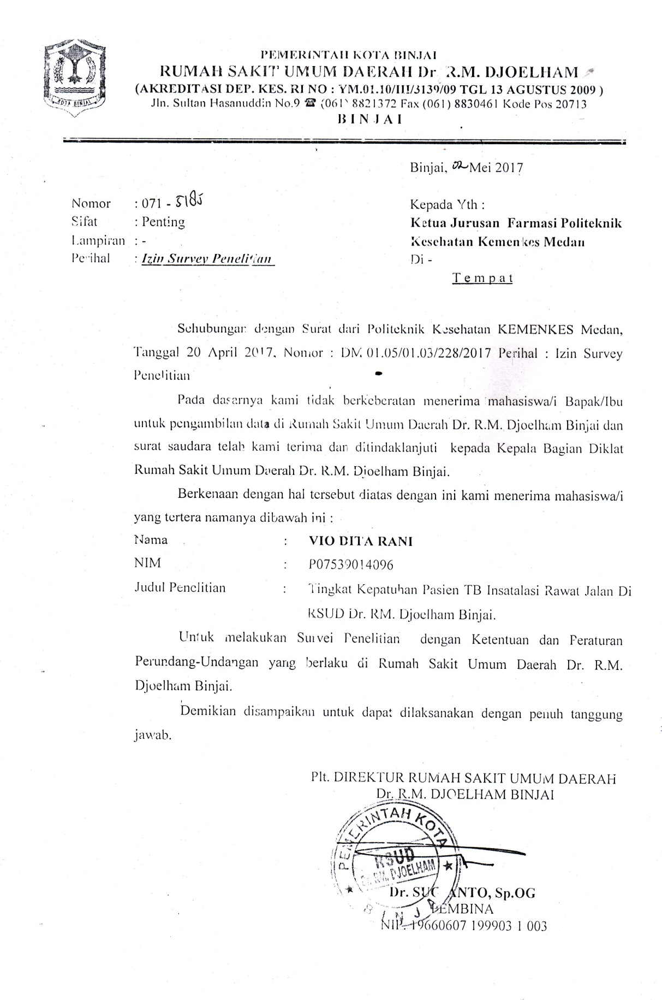 KOTA BINJAI
PEMERINTAH KOTA BINJAI
RUMAH SAKIT UMUM DAERAH Dr. R.M. DJOELHAM
(AKREDITASI DEP. KES. RI NO : YM.01.10/III/3139/09 TGL 13 AGUSTUS 2009 )
Jln. Sultan Hasanuddin No.9 ☎ (061) 8821372 Fax (061) 8830461 Kode Pos 20713
B I N J A I
Binjai, 02 Mei 2017
Nomor : 071 - 5185
Sifat : Penting
Lampiran : -
Perihal : Izin Survey Penelitian
Kepada Yth :
Ketua Jurusan Farmasi Politeknik
Kesehatan Kemenkes Medan
Di -
T e m p a t
Sehubungan dengan Surat dari Politeknik Kesehatan KEMENKES Medan,
Tanggal 20 April 2017, Nomor : DM.01.05/01.03/228/2017 Perihal : Izin Survey
Penelitian
Pada dasarnya kami tidak berkeberatan menerima mahasiswa/i Bapak/Ibu
untuk pengambilan data di Rumah Sakit Umum Daerah Dr. R.M. Djoelham Binjai dan
surat saudara telah kami terima dan ditindaklanjuti kepada Kepala Bagian Diklat
Rumah Sakit Umum Daerah Dr. R.M. Djoelham Binjai.
Berkenaan dengan hal tersebut diatas dengan ini kami menerima mahasiswa/i
yang tertera namanya dibawah ini :
Nama : VIO DITA RANI
NIM : P07539014096
Judul Penelitian : Tingkat Kepatuhan Pasien TB Insatalasi Rawat Jalan Di
RSUD Dr. RM. Djoelham Binjai.
Untuk melakukan Survei Penelitian dengan Ketentuan dan Peraturan
Perundang-Undangan yang berlaku di Rumah Sakit Umum Daerah Dr. R.M.
Djoelham Binjai.
Demikian disampaikan untuk dapat dilaksanakan dengan penuh tanggung
jawab.
Plt. DIREKTUR RUMAH SAKIT UMUM DAERAH
Dr. R.M. DJOELHAM BINJAI
PEMERINTAH KOTA
RSUD
Dr. RM. DJOELHAM
BINJAI
Dr. ANTO, Sp.OG
PEMBINA
NIP. 19660607 199903 1 003